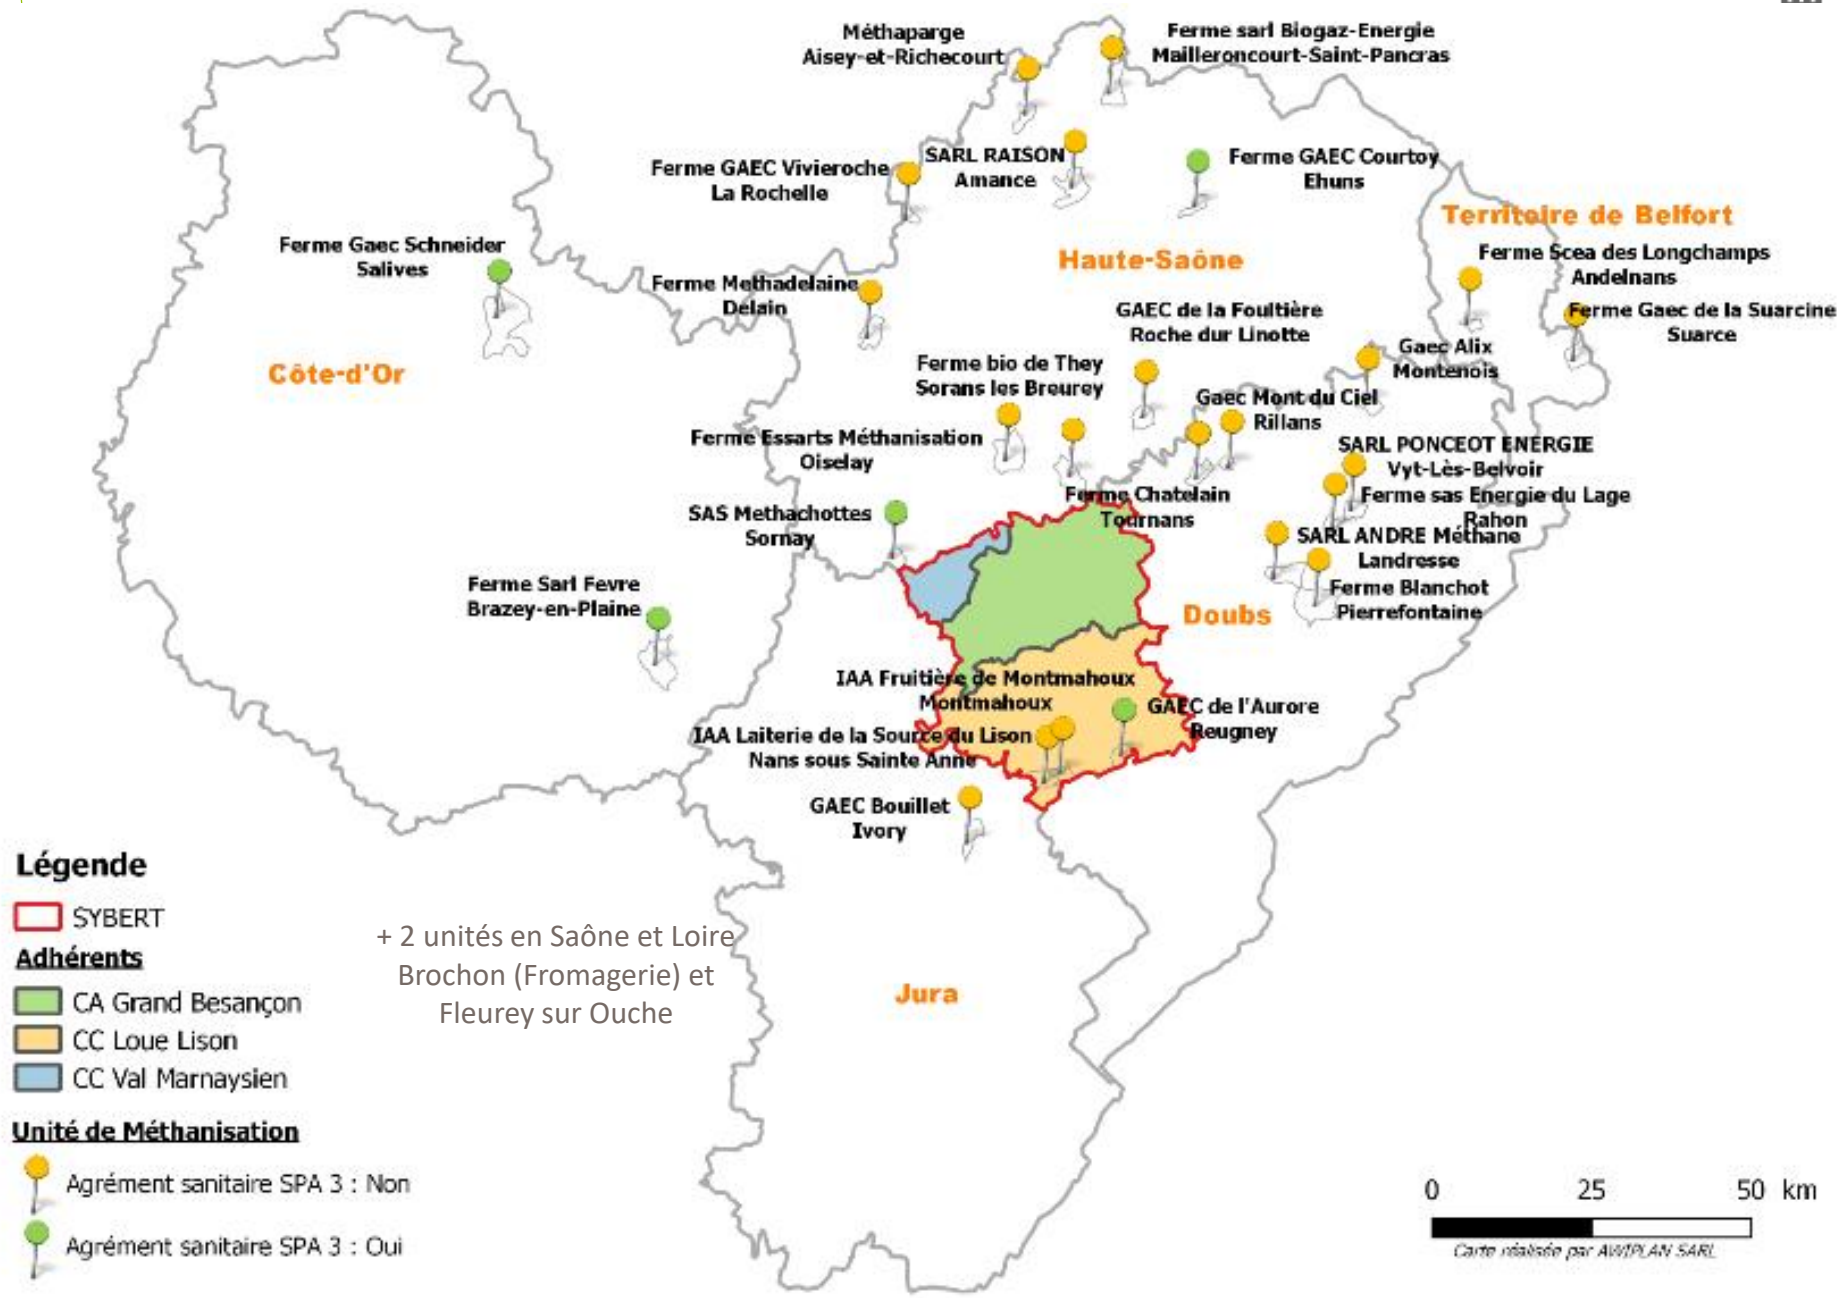 Méthaparge
Aisey-et-Richecourt
Ferme sarl Biogaz-Energie
Mailleroncourt-Saint-Pancras
Ferme GAEC Vivieroche
La Rochelle
SARL RAISON
Amance
Ferme GAEC Courtoy
Ehuns
Territoire de Belfort
Ferme Gaec Schneider
Salives
Haute-Saône
Ferme Scea des Longchamps
Andelnans
Ferme Methadelaine
Delain
GAEC de la Foultière
Roche dur Linotte
Ferme Gaec de la Suarcine
Suarce
Côte-d'Or
Ferme bio de They
Sorans les Breurey
Gaec Alix
Montenois
Gaec Mont du Ciel
Rillans
Ferme Essarts Méthanisation
Oiselay
SARL PONCEOT ENERGIE
Vyt-Lès-Belvoir
Ferme Chatelain
Tournans
Ferme sas Energie du Lage
Rahon
SAS Methachottes
Sornay
SARL ANDRE Méthane
Landresse
Ferme Sarl Fevre
Brazey-en-Plaine
Ferme Blanchot
Pierrefontaine
Doubs
IAA Fruitière de Montmahoux
Montmahoux
GAEC de l'Aurore
Reugney
IAA Laiterie de la Source du Lison
Nans sous Sainte Anne
GAEC Bouillet
Ivory
Jura
+ 2 unités en Saône et Loire
Brochon (Fromagerie) et
Fleurey sur Ouche
Légende
SYBERT
Adhérents
CA Grand Besançon
CC Loue Lison
CC Val Marnaysien
Unité de Méthanisation
Agrément sanitaire SPA 3 : Non
Agrément sanitaire SPA 3 : Oui
0 25 50 km
Carte réalisée par AWIPLAN SARL